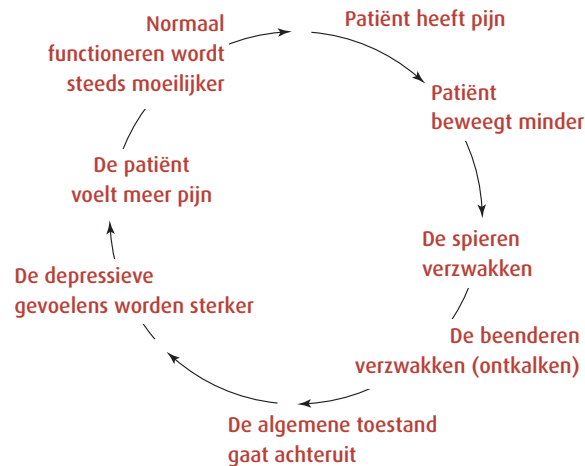 Patiënt heeft pijn
Patiënt
beweegt minder
De spieren
verzwakken
De beenderen
verzwakken (ontkalken)
De algemene toestand
gaat achteruit
De depressieve
gevoelens worden sterker
De patiënt
voelt meer pijn
Normaal
functioneren wordt
steeds moeilijker